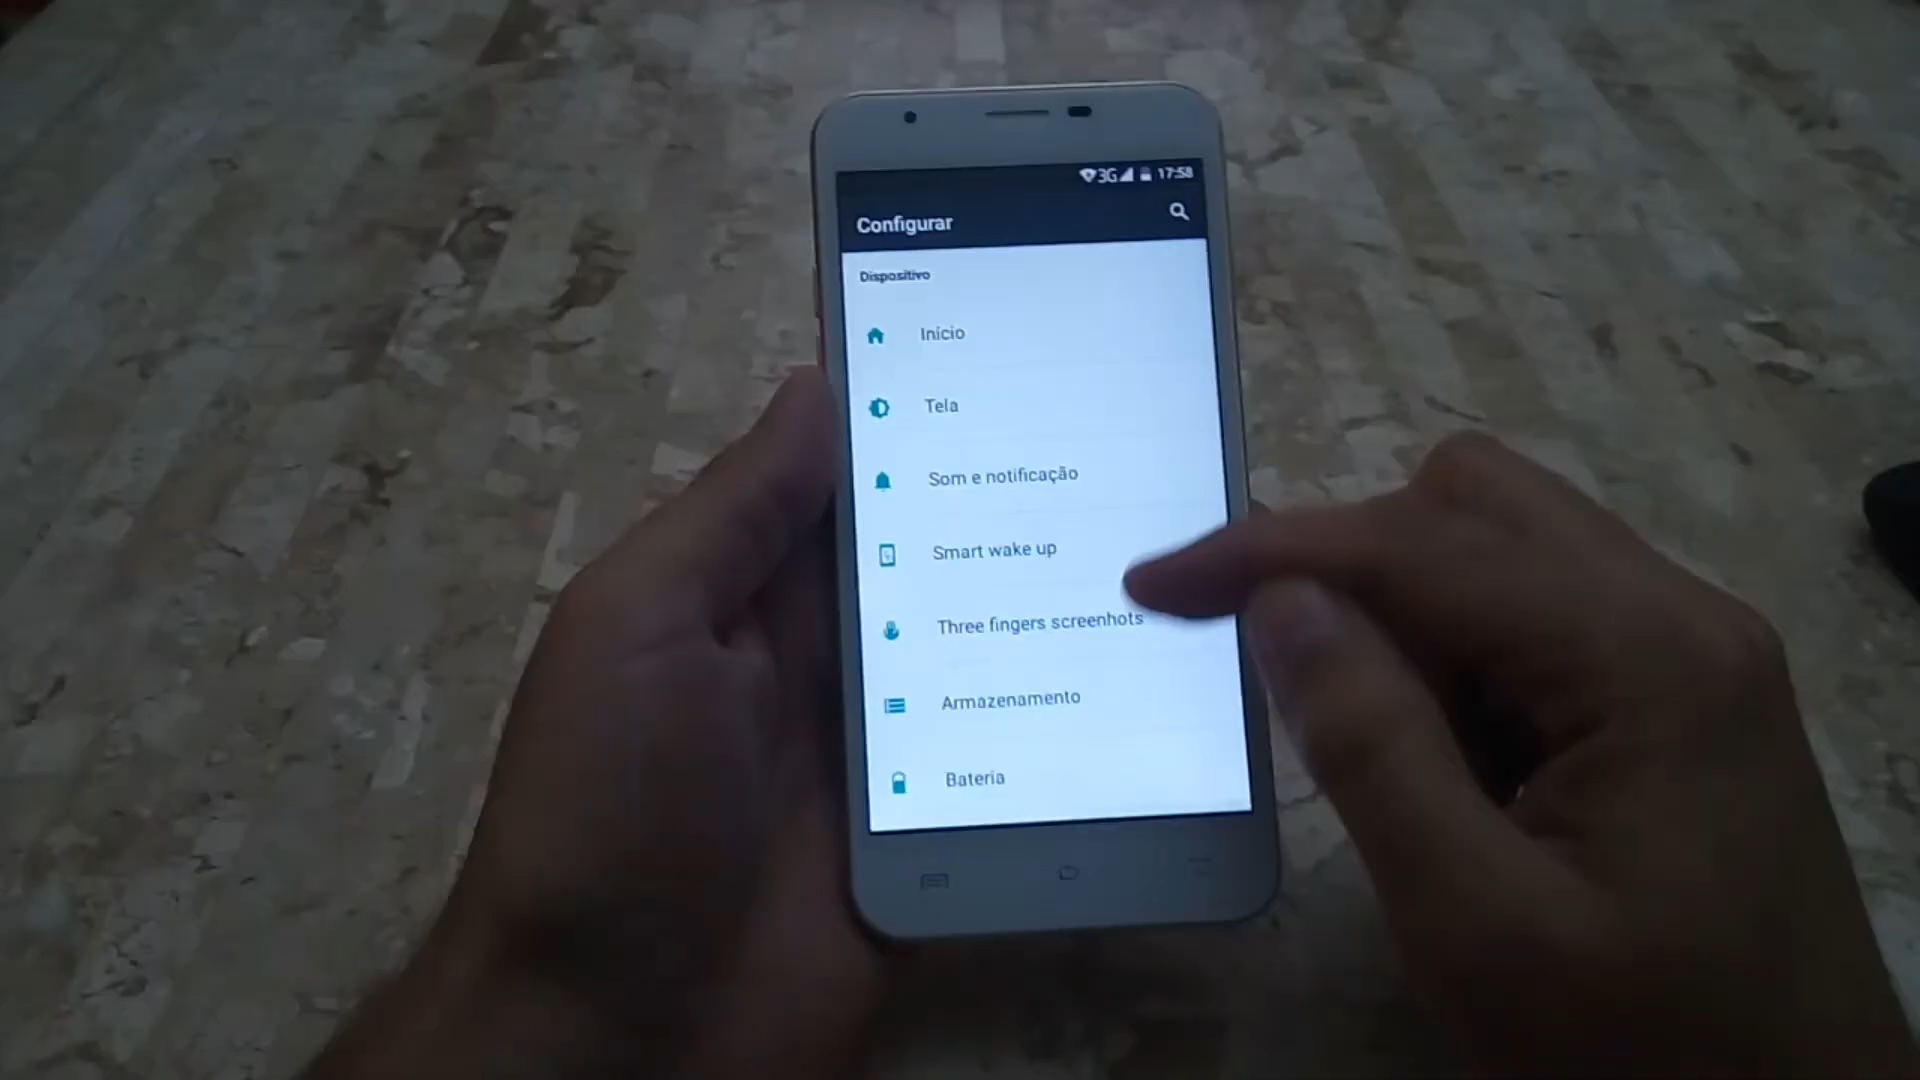 3G 17:58
Configurar
Dispositivo
Início
Tela
Som e notificação
Smart wake up
Three fingers screenhots
Armazenamento
Bateria